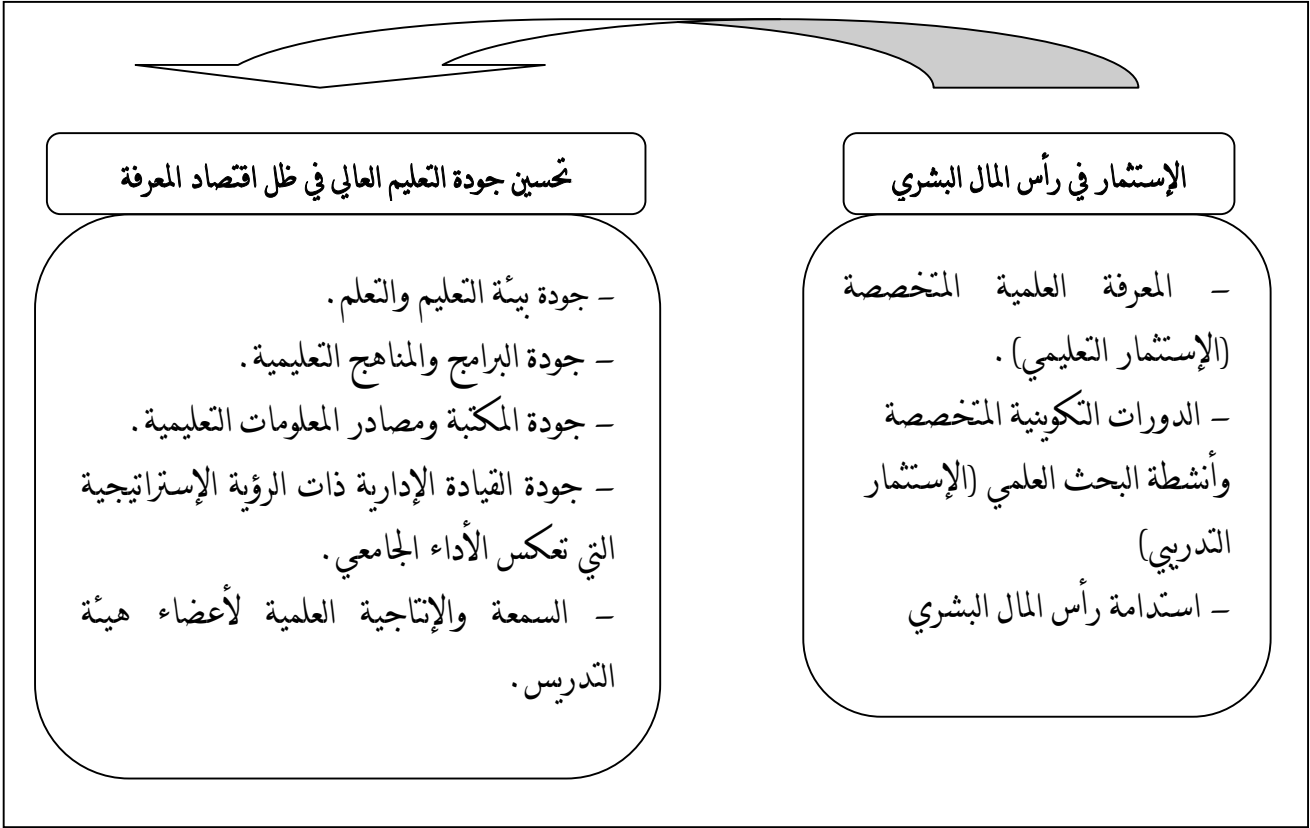 الإستثمار في رأس المال البشري
– المعرفة العلمية المتخصصة
(الإستثمار التعليمي) .
– الدورات التكوينية المتخصصة
وأنشطة البحث العلمي (الإستثمار
التدريبي)
– استدامة رأس المال البشري
تحسين جودة التعليم العالي في ظل اقتصاد المعرفة
– جودة بيئة التعليم والتعلم.
– جودة البرامج والمناهج التعليمية.
– جودة المكتبة ومصادر المعلومات التعليمية.
– جودة القيادة الإدارية ذات الرؤية الإستراتيجية
التي تعكس الأداء الجامعي.
– السمعة والإنتاجية العلمية لأعضاء هيئة
التدريس.